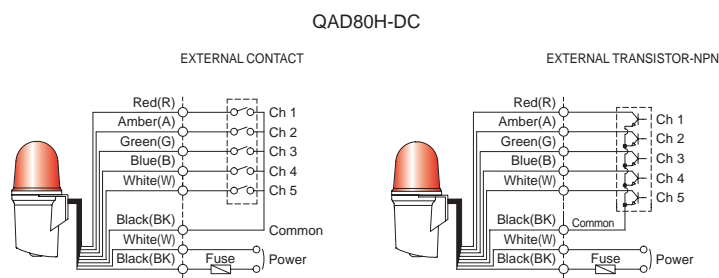 QAD80H-DC
EXTERNAL CONTACT
Red(R)
Amber(A)
Green(G)
Blue(B)
White(W)
Black(BK)
White(W)
Black(BK)
Ch 1
Ch 2
Ch 3
Ch 4
Ch 5
Common
Fuse
Power
EXTERNAL TRANSISTOR-NPN
Red(R)
Amber(A)
Green(G)
Blue(B)
White(W)
Black(BK)
White(W)
Black(BK)
Ch 1
Ch 2
Ch 3
Ch 4
Ch 5
Common
Fuse
Power